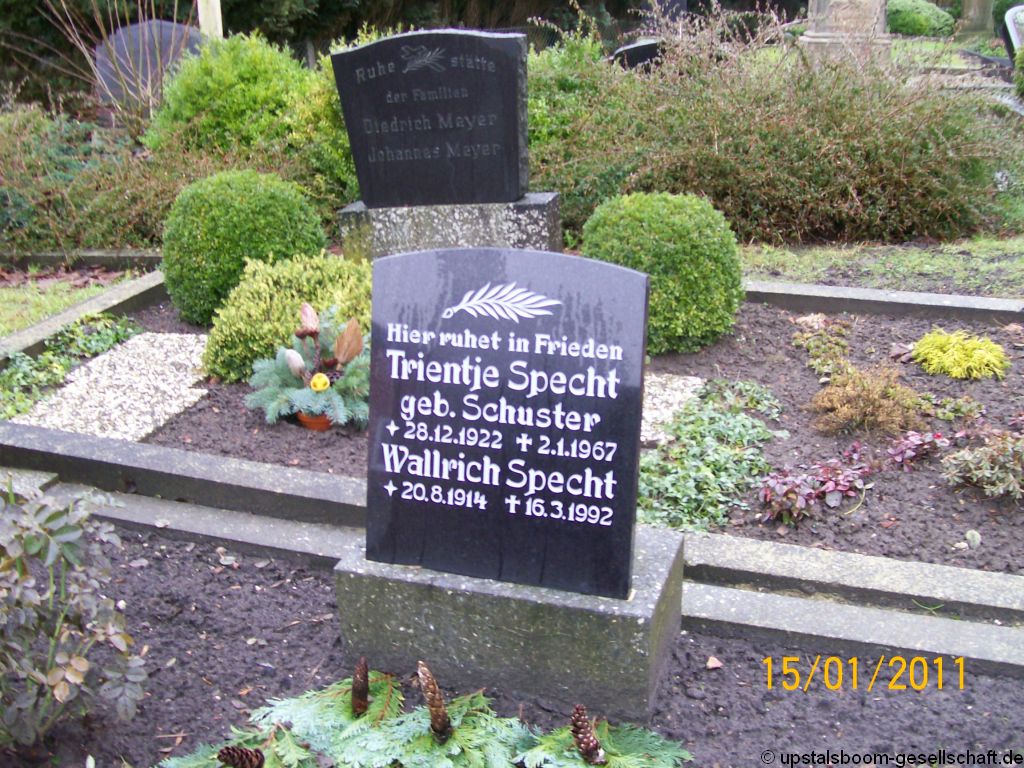 Ruhe stätte
der Familien
Diedrich Meyer
Johannes Meyer
Hier ruhet in Frieden
Trientje Specht
geb. Schuster
✦ 28.12.1922 ✝ 2.1.1967
Wallrich Specht
✦ 20.8.1914 ✝ 16.3.1992
15/01/2011
© upstalsboom-gesellschaft.de